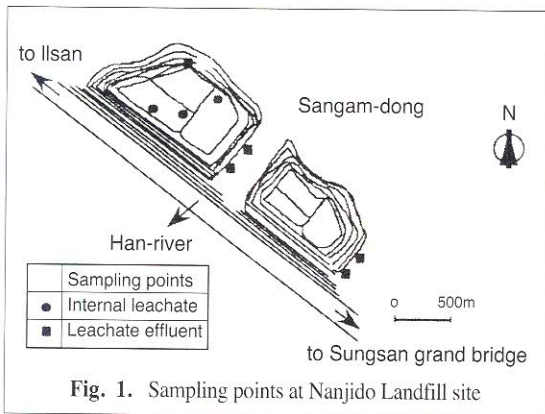 to Ilsan
Sangam-dong
N
Han-river
Sampling points
Internal leachate
Leachate effluent
o 500m
to Sungsan grand bridge
Fig. 1. Sampling points at Nanjido Landfill site